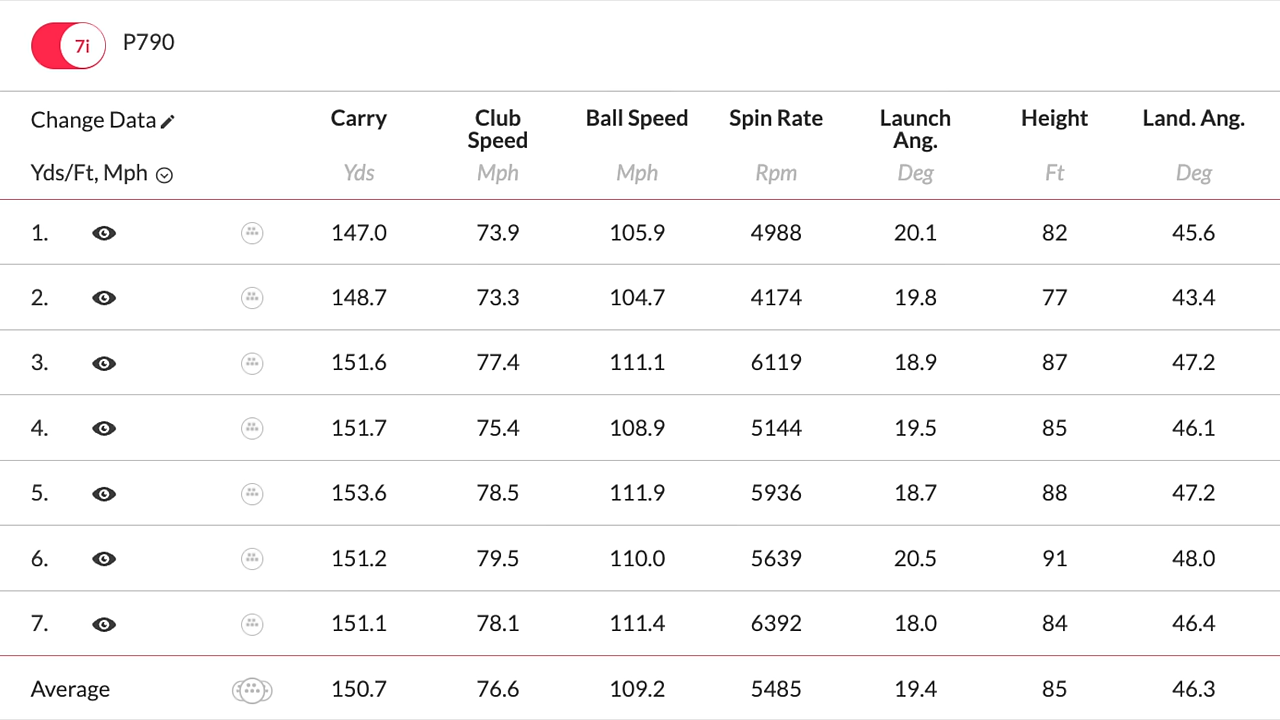 7i P790
Change Data Carry Club Speed Ball Speed Spin Rate Launch Ang. Height Land. Ang.
Yds/Ft, Mph Yds Mph Mph Rpm Deg Ft Deg
1. 147.0 73.9 105.9 4988 20.1 82 45.6
2. 148.7 73.3 104.7 4174 19.8 77 43.4
3. 151.6 77.4 111.1 6119 18.9 87 47.2
4. 151.7 75.4 108.9 5144 19.5 85 46.1
5. 153.6 78.5 111.9 5936 18.7 88 47.2
6. 151.2 79.5 110.0 5639 20.5 91 48.0
7. 151.1 78.1 111.4 6392 18.0 84 46.4
Average 150.7 76.6 109.2 5485 19.4 85 46.3